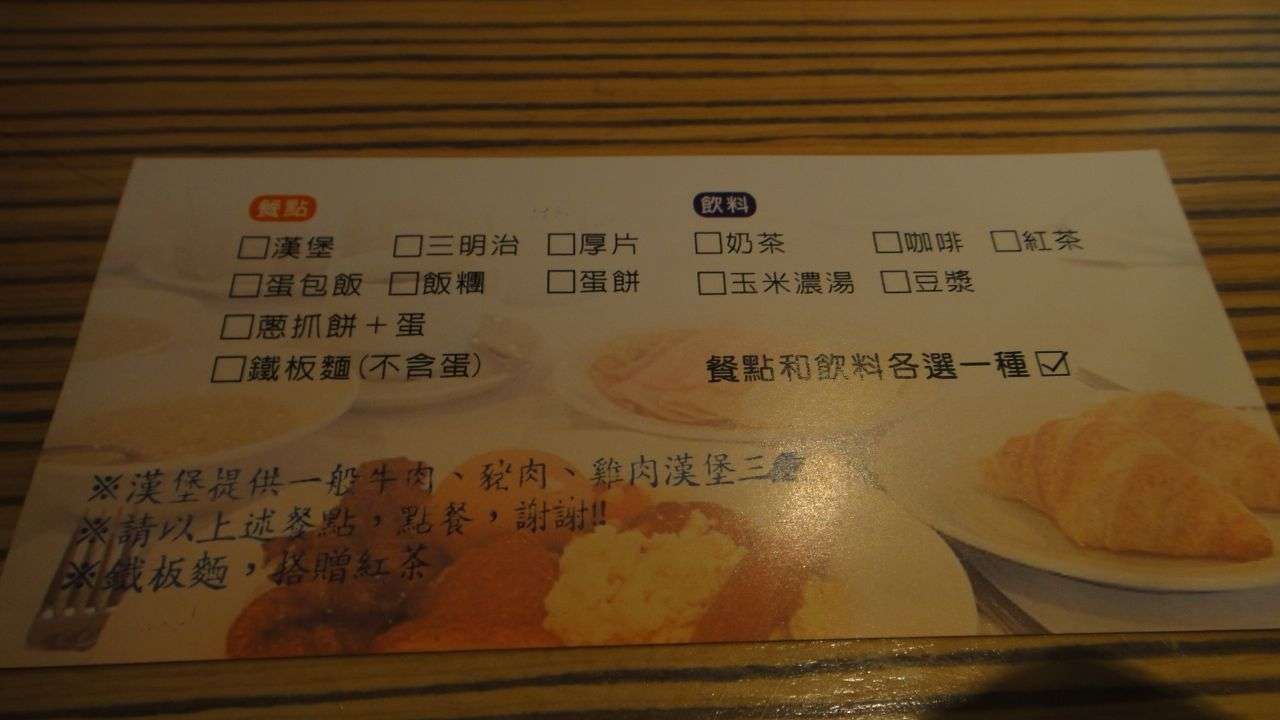 餐點
□漢堡 □三明治 □厚片
□蛋包飯 □飯糰 □蛋餅
□蔥抓餅＋蛋
□鐵板麵(不含蛋)
飲料
□奶茶 □咖啡 □紅茶
□玉米濃湯 □豆漿
餐點和飲料各選一種☑
※漢堡提供一般牛肉、豬肉、雞肉漢堡三
※請以上述餐點，點餐，謝謝!!
※鐵板麵，搭贈紅茶